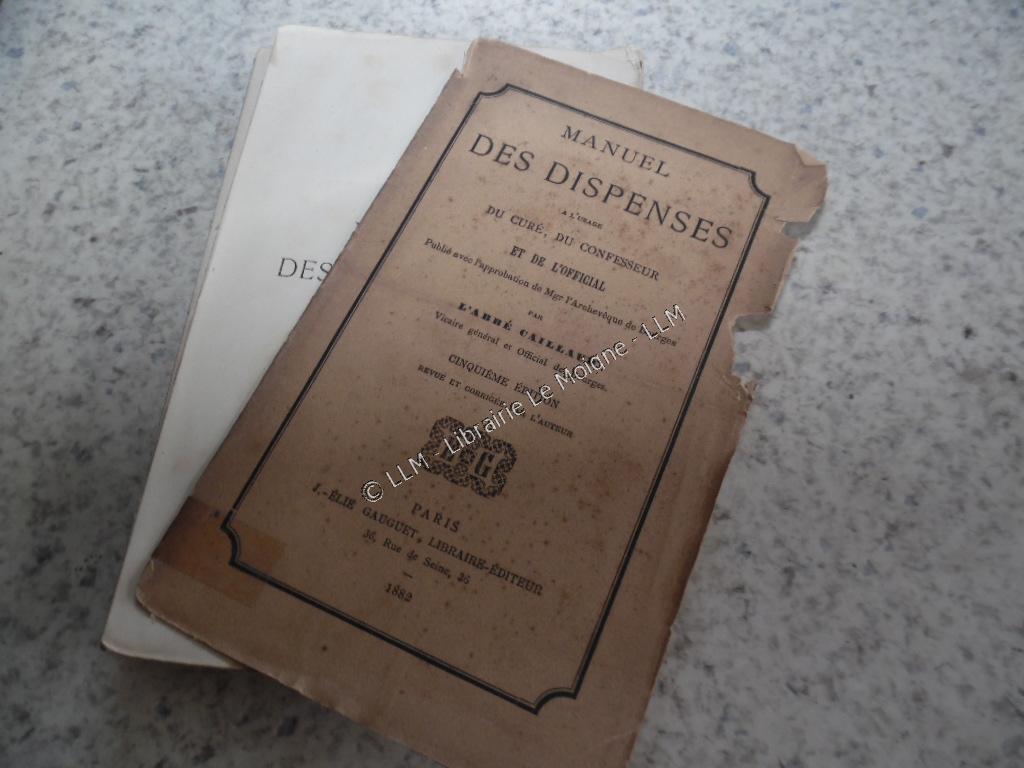 MANUEL
DES DISPENSES
A L'USAGE
DU CURÉ, DU CONFESSEUR
ET DE L'OFFICIAL
Publié avec l'approbation de Mgr l'Archevêque de
PAR
L'ABBÉ
Vicaire général et Official de
CINQUIÈME
REVUE ET CORRIGÉE L'AUTEUR
G
PARIS
J.-ÉLIE GAUGUET, LIBRAIRE-ÉDITEUR
36, Rue de Seine, 36
1882
DES
© LLM - Librairie Le Moigne - LLM